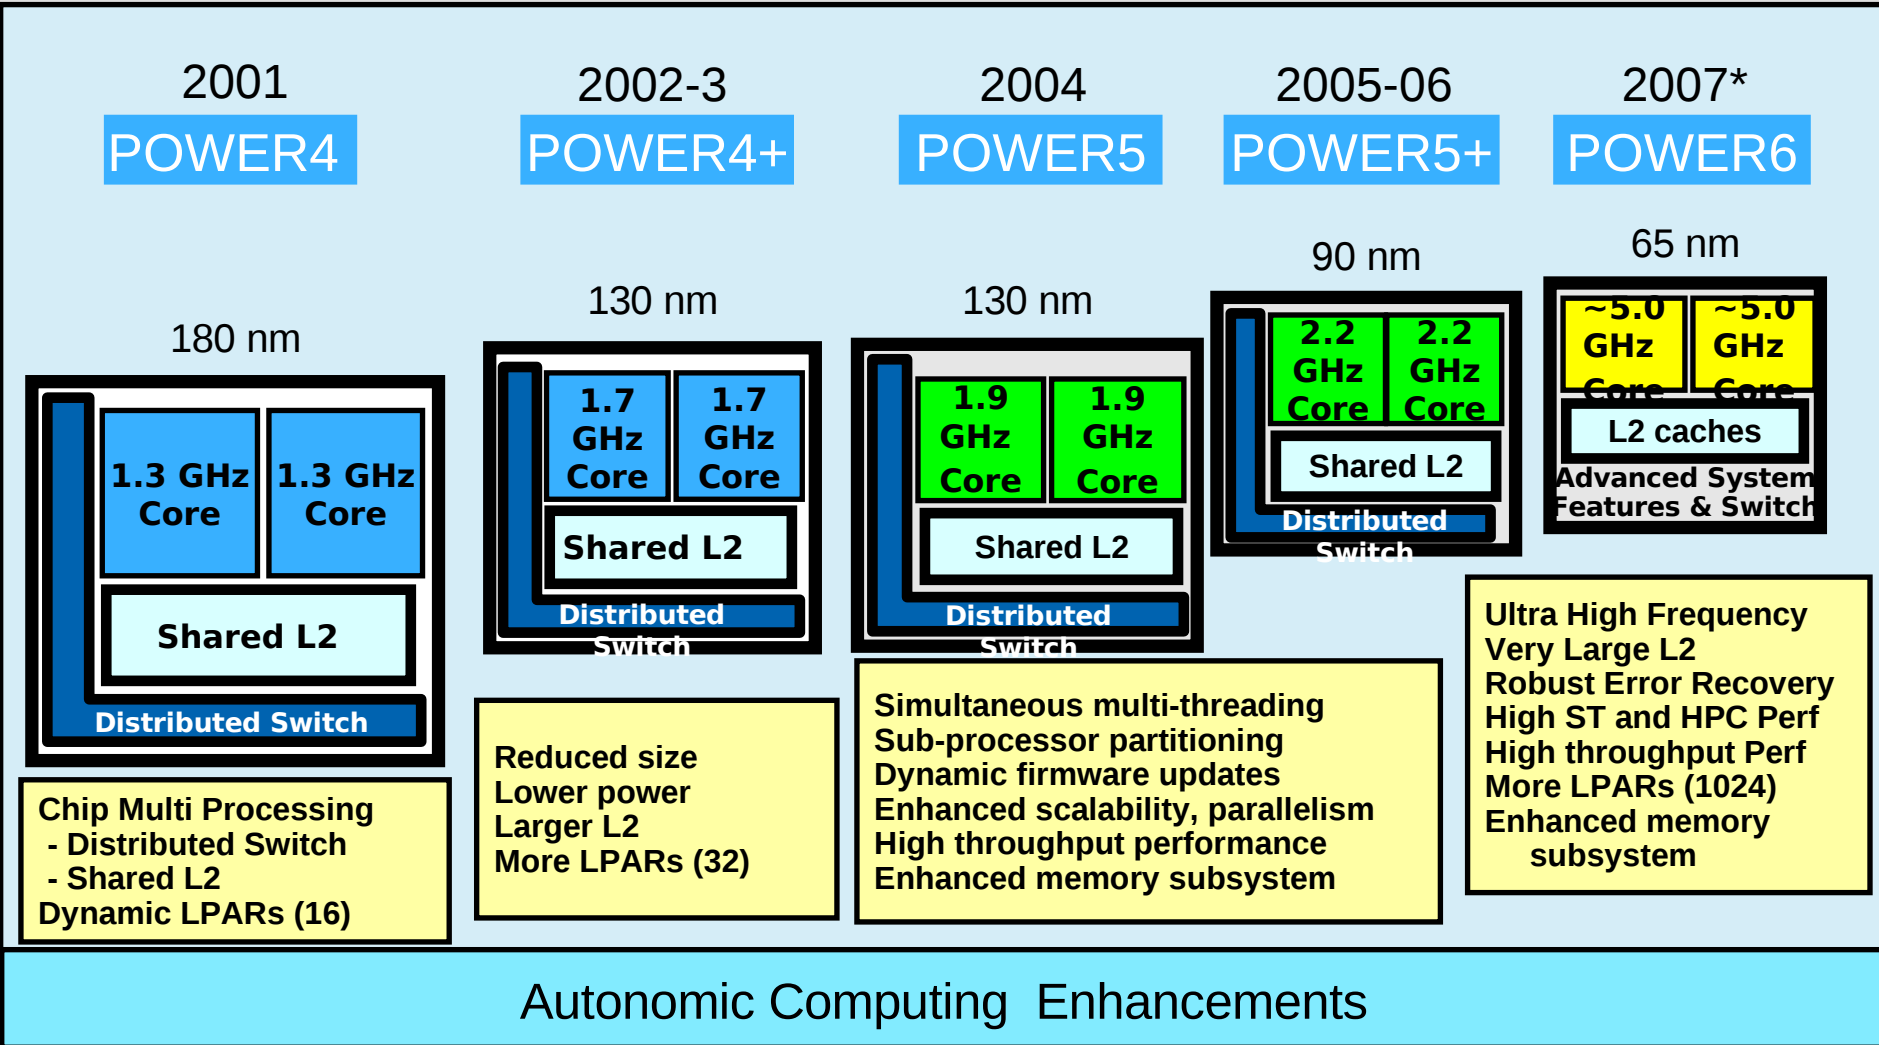 2001
POWER4
180 nm
1.3 GHz
Core
1.3 GHz
Core
Shared L2
Distributed Switch
Chip Multi Processing
- Distributed Switch
- Shared L2
Dynamic LPARs (16)
2002-3
POWER4+
130 nm
1.7
GHz
Core
1.7
GHz
Core
Shared L2
Distributed
Switch
Reduced size
Lower power
Larger L2
More LPARs (32)
2004
POWER5
130 nm
1.9
GHz
Core
1.9
GHz
Core
Shared L2
Distributed
Switch
Simultaneous multi-threading
Sub-processor partitioning
Dynamic firmware updates
Enhanced scalability, parallelism
High throughput performance
Enhanced memory subsystem
2005-06
POWER5+
90 nm
2.2
GHz
Core
2.2
GHz
Core
Shared L2
Distributed
Switch
2007*
POWER6
65 nm
~5.0
GHz
Core
~5.0
GHz
Core
L2 caches
Advanced System
Features & Switch
Ultra High Frequency
Very Large L2
Robust Error Recovery
High ST and HPC Perf
High throughput Perf
More LPARs (1024)
Enhanced memory
subsystem
Autonomic Computing  Enhancements